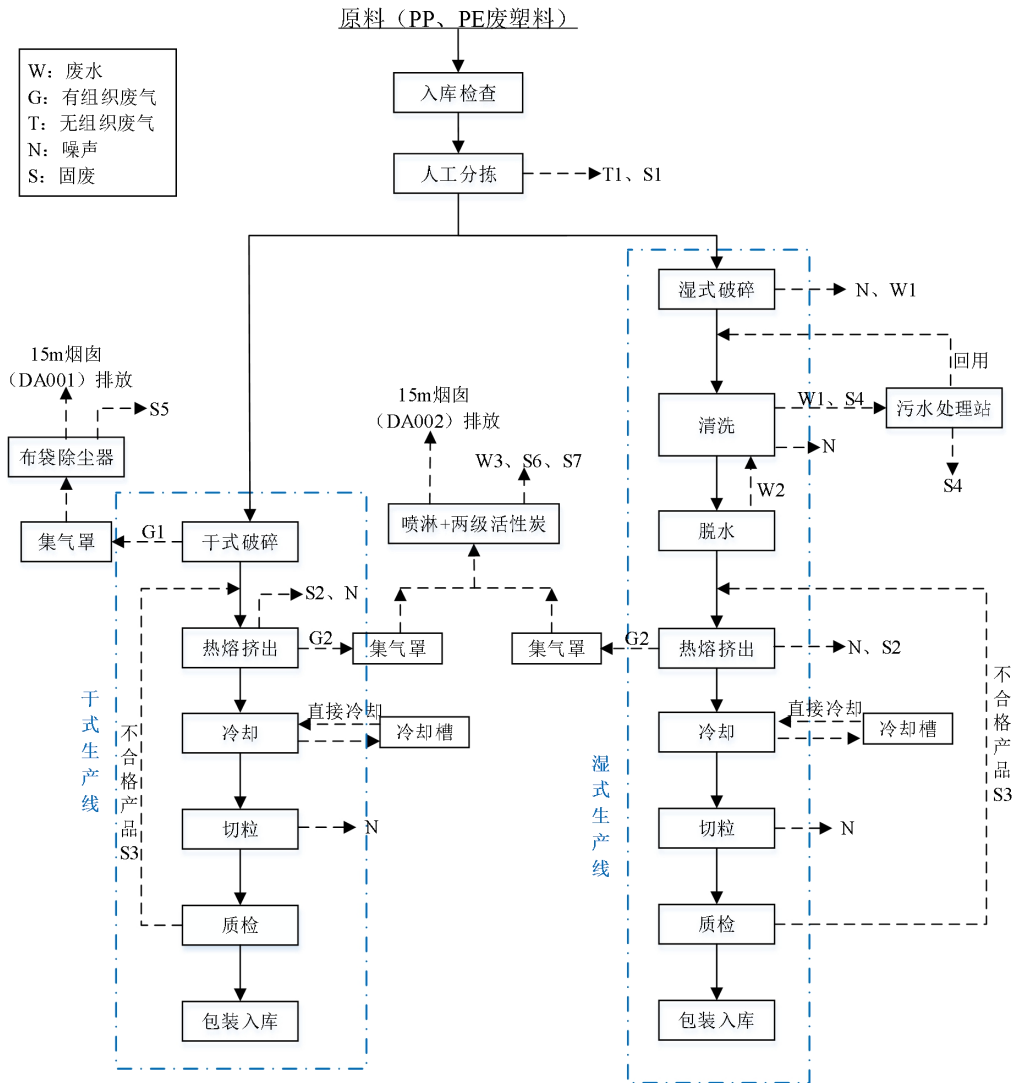 原料（PP、PE废塑料）
W：废水
G：有组织废气
T：无组织废气
N：噪声
S：固废
入库检查
人工分拣
T1、S1
湿式破碎
N、W1
回用
15m烟囱
（DA001）排放
S5
布袋除尘器
集气罩
G1
干式破碎
15m烟囱
（DA002）排放
W3、S6、S7
喷淋+两级活性炭
清洗
W1、S4
污水处理站
N
S4
W2
脱水
S2、N
热熔挤出
G2
集气罩
集气罩
G2
热熔挤出
N、S2
直接冷却
冷却
冷却槽
直接冷却
冷却
冷却槽
干式生产线
不合格产品S3
湿式生产线
不合格产品S3
切粒
N
切粒
N
质检
质检
包装入库
包装入库